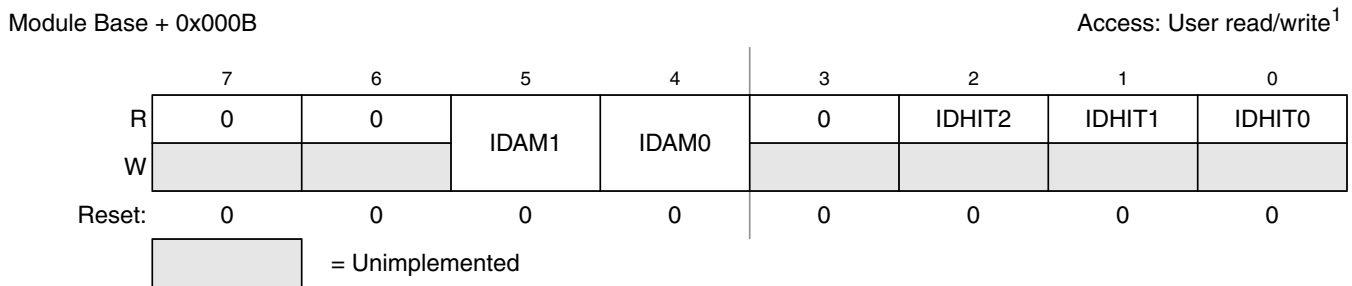 Module Base + 0x000B Access: User read/write1
7 6 5 4 3 2 1 0
R 0 0 IDAM1 IDAM0 0 IDHIT2 IDHIT1 IDHIT0
W
Reset: 0 0 0 0 0 0 0 0
= Unimplemented